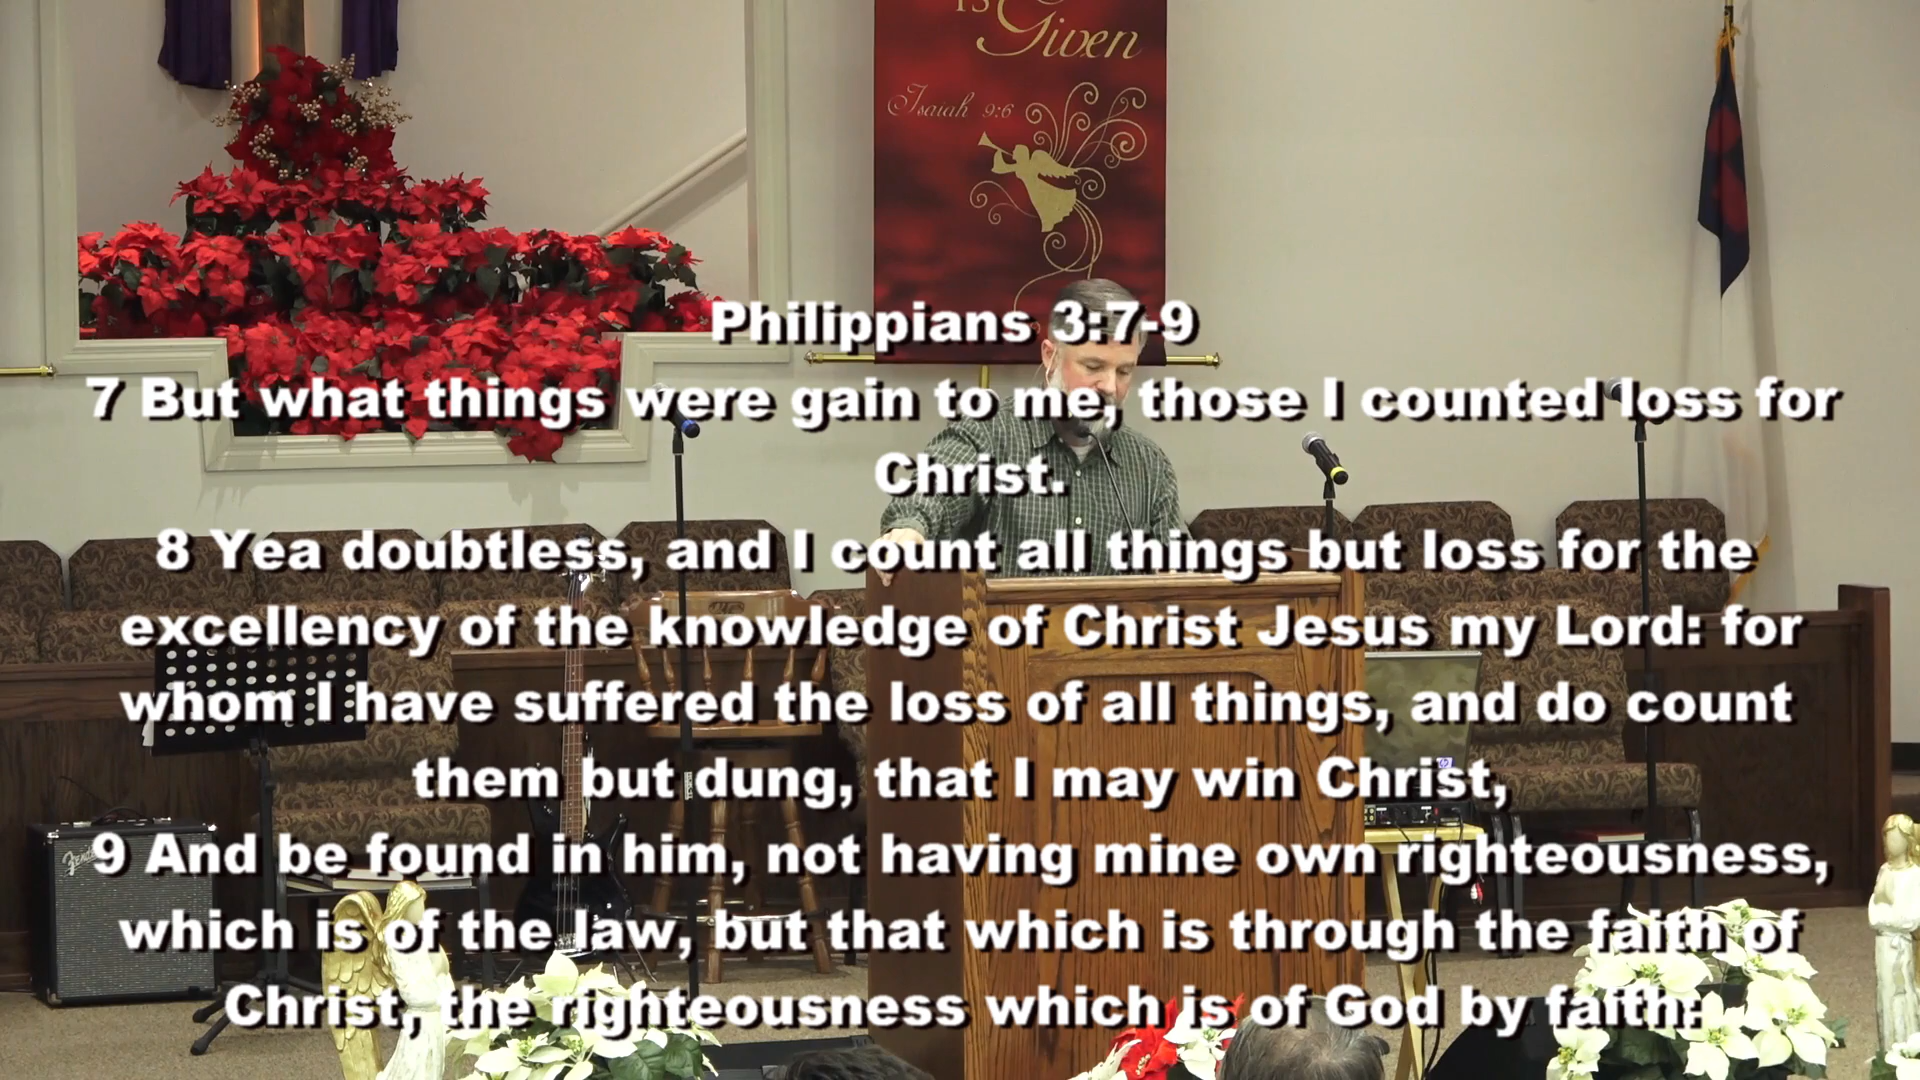 is
Given
Isaiah 9:6
Philippians 3:7-9
7 But what things were gain to me, those I counted loss for
Christ.
8 Yea doubtless, and I count all things but loss for the
excellency of the knowledge of Christ Jesus my Lord: for
whom I have suffered the loss of all things, and do count
them but dung, that I may win Christ,
9 And be found in him, not having mine own righteousness,
which is of the law, but that which is through the faith of
Christ, the righteousness which is of God by faith:
Fender
hp